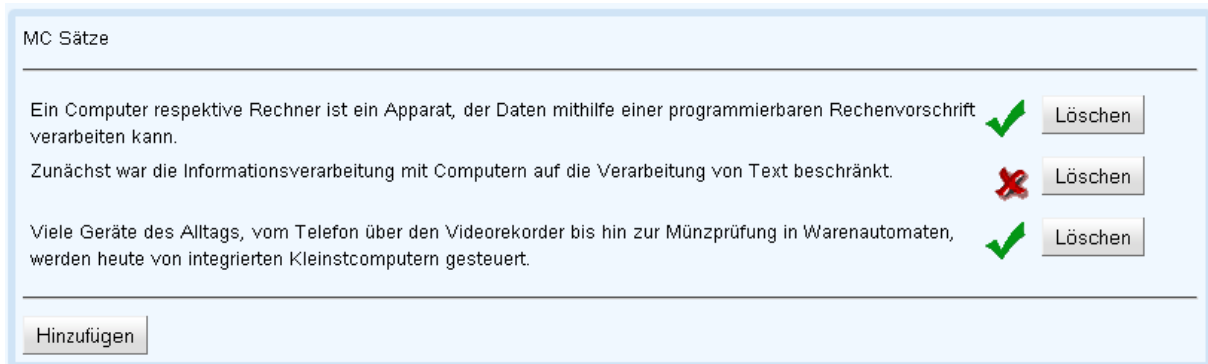 MC Sätze
Ein Computer respektive Rechner ist ein Apparat, der Daten mithilfe einer programmierbaren Rechenvorschrift
verarbeiten kann.
Löschen
Zunächst war die Informationsverarbeitung mit Computern auf die Verarbeitung von Text beschränkt.
Löschen
Viele Geräte des Alltags, vom Telefon über den Videorekorder bis hin zur Münzprüfung in Warenautomaten,
werden heute von integrierten Kleinstcomputern gesteuert.
Löschen
Hinzufügen